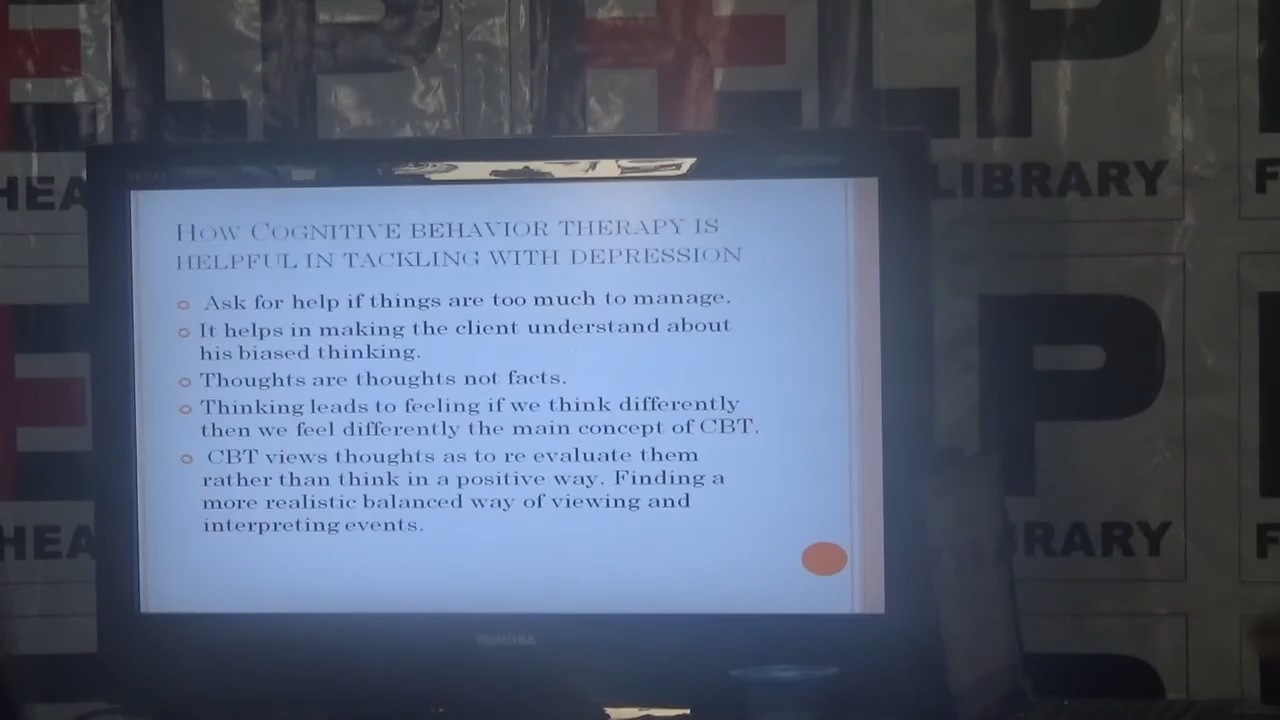 HELP
HELP
HELP
HEA
LIBRARY
F
How Cognitive behavior therapy is
helpful in tackling with depression
Ask for help if things are too much to manage.
It helps in making the client understand about
his biased thinking.
Thoughts are thoughts not facts.
Thinking leads to feeling if we think differently
then we feel differently the main concept of CBT.
CBT views thoughts as to re evaluate them
rather than think in a positive way. Finding a
more realistic balanced way of viewing and
interpreting events.
P
HEA
BRARY
F
TOSHIBA